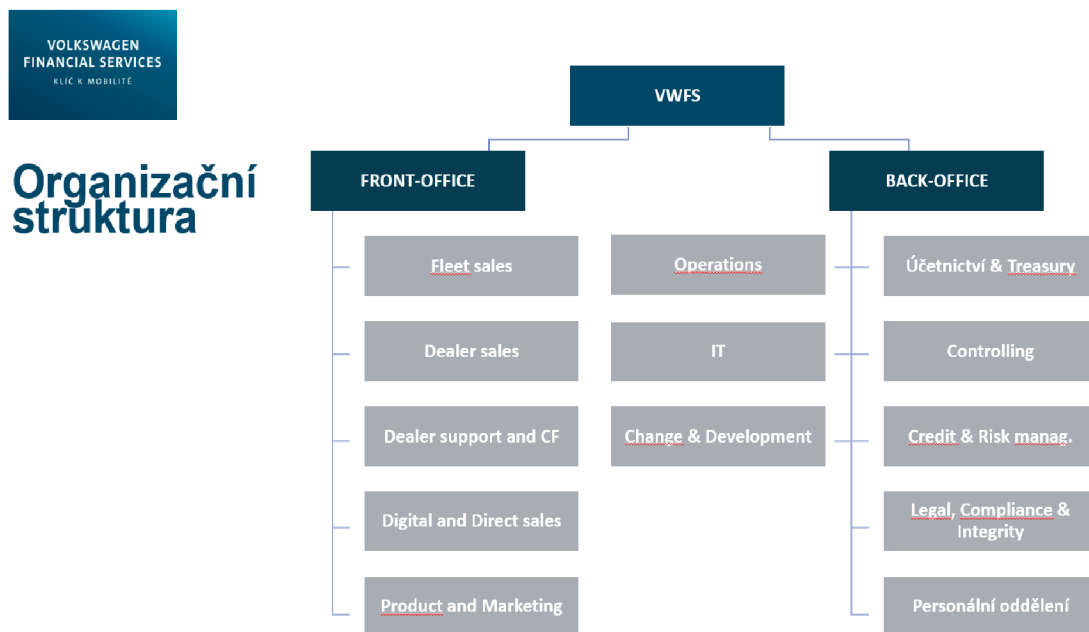 VOLKSWAGEN
FINANCIAL SERVICES
KLÍČ K MOBILITĚ
Organizační
struktura
VWFS
FRONT-OFFICE
BACK-OFFICE
Fleet sales
Operations
Účetnictví & Treasury
Dealer sales
IT
Controlling
Dealer support and CF
Change & Development
Credit & Risk manag.
Digital and Direct sales
Legal, Compliance &
Integrity
Product and Marketing
Personální oddělení